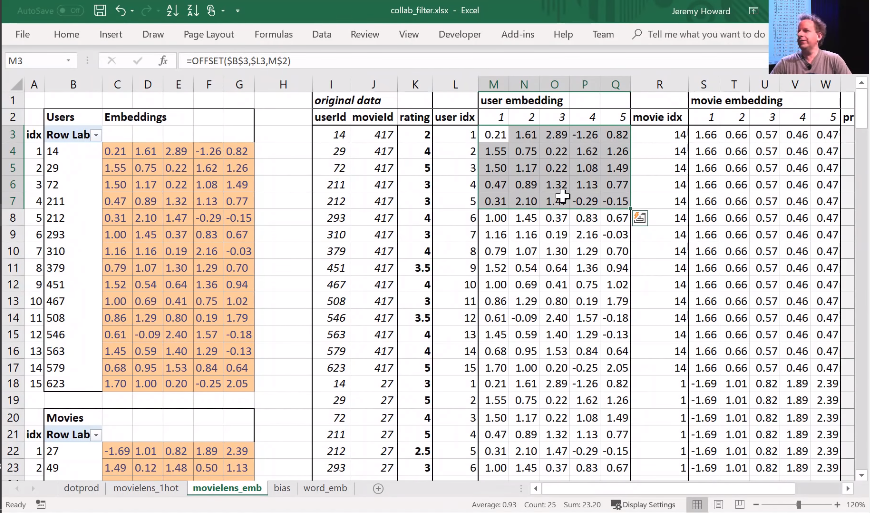 AutoSave Off collab_filter.xlsx - Excel Jeremy Howard
File Home Insert Draw Page Layout Formulas Data Review View Developer Add-ins Help Team Tell me what you want to do
M3 fx =OFFSET($B$3,$L3,M$2)
A B C D E F G H I J K L M N O P Q R S T U V W
1 original data user embedding movie embedding
2 Users Embeddings userId movieId rating user idx 1 2 3 4 5 movie idx 1 2 3 4 5 pr
3 idx Row Lab 14 417 2 1 0.21 1.61 2.89 -1.26 0.82 14 1.66 0.66 0.57 0.46 0.47
4 1 14 0.21 1.61 2.89 -1.26 0.82 29 417 4 2 1.55 0.75 0.22 1.62 1.26 14 1.66 0.66 0.57 0.46 0.47
5 2 29 1.55 0.75 0.22 1.62 1.26 72 417 5 3 1.50 1.17 0.22 1.08 1.49 14 1.66 0.66 0.57 0.46 0.47
6 3 72 1.50 1.17 0.22 1.08 1.49 211 417 3 4 0.47 0.89 1.32 1.13 0.77 14 1.66 0.66 0.57 0.46 0.47
7 4 211 0.47 0.89 1.32 1.13 0.77 212 417 3 5 0.31 2.10 -0.29 -0.15 14 1.66 0.66 0.57 0.46 0.47
8 5 212 0.31 2.10 1.47 -0.29 -0.15 293 417 4 6 1.00 1.45 0.37 0.83 0.67 14 1.66 0.66 0.57 0.46 0.47
9 6 293 1.00 1.45 0.37 0.83 0.67 310 417 3 7 1.16 1.16 0.19 2.16 -0.03 14 1.66 0.66 0.57 0.46 0.47
10 7 310 1.16 1.16 0.19 2.16 -0.03 379 417 4 8 0.79 1.07 1.30 1.29 0.70 14 1.66 0.66 0.57 0.46 0.47
11 8 379 0.79 1.07 1.30 1.29 0.70 451 417 3.5 9 1.52 0.54 0.64 1.36 0.94 14 1.66 0.66 0.57 0.46 0.47
12 9 451 1.52 0.54 0.64 1.36 0.94 467 417 4 10 1.00 0.69 0.41 0.75 1.02 14 1.66 0.66 0.57 0.46 0.47
13 10 467 1.00 0.69 0.41 0.75 1.02 508 417 3 11 0.86 1.29 0.80 0.19 1.79 14 1.66 0.66 0.57 0.46 0.47
14 11 508 0.86 1.29 0.80 0.19 1.79 546 417 3.5 12 0.61 -0.09 2.40 1.57 -0.18 14 1.66 0.66 0.57 0.46 0.47
15 12 546 0.61 -0.09 2.40 1.57 -0.18 563 417 4 13 1.45 0.59 1.40 1.29 -0.13 14 1.66 0.66 0.57 0.46 0.47
16 13 563 1.45 0.59 1.40 1.29 -0.13 579 417 4 14 0.68 0.95 1.53 0.84 0.64 14 1.66 0.66 0.57 0.46 0.47
17 14 579 0.68 0.95 1.53 0.84 0.64 623 417 5 15 1.70 1.00 0.20 -0.25 2.05 14 1.66 0.66 0.57 0.46 0.47
18 15 623 1.70 1.00 0.20 -0.25 2.05 14 27 3 1 0.21 1.61 2.89 -1.26 0.82 1 -1.69 1.01 0.82 1.89 2.39
19 29 27 5 2 1.55 0.75 0.22 1.62 1.26 1 -1.69 1.01 0.82 1.89 2.39
20 Movies 72 27 4 3 1.50 1.17 0.22 1.08 1.49 1 -1.69 1.01 0.82 1.89 2.39
21 idx Row Lab 211 27 5 4 0.47 0.89 1.32 1.13 0.77 1 -1.69 1.01 0.82 1.89 2.39
22 1 27 -1.69 1.01 0.82 1.89 2.39 212 27 2.5 5 0.31 2.10 1.47 -0.29 -0.15 1 -1.69 1.01 0.82 1.89 2.39
23 2 49 1.49 0.12 1.48 0.50 1.13 293 27 3 6 1.00 1.45 0.37 0.83 0.67 1 -1.69 1.01 0.82 1.89 2.39
dotprod movielens_1hot movielens_emb bias word_emb
Ready Average: 0.93 Count: 25 Sum: 23.20 Display Settings 120%